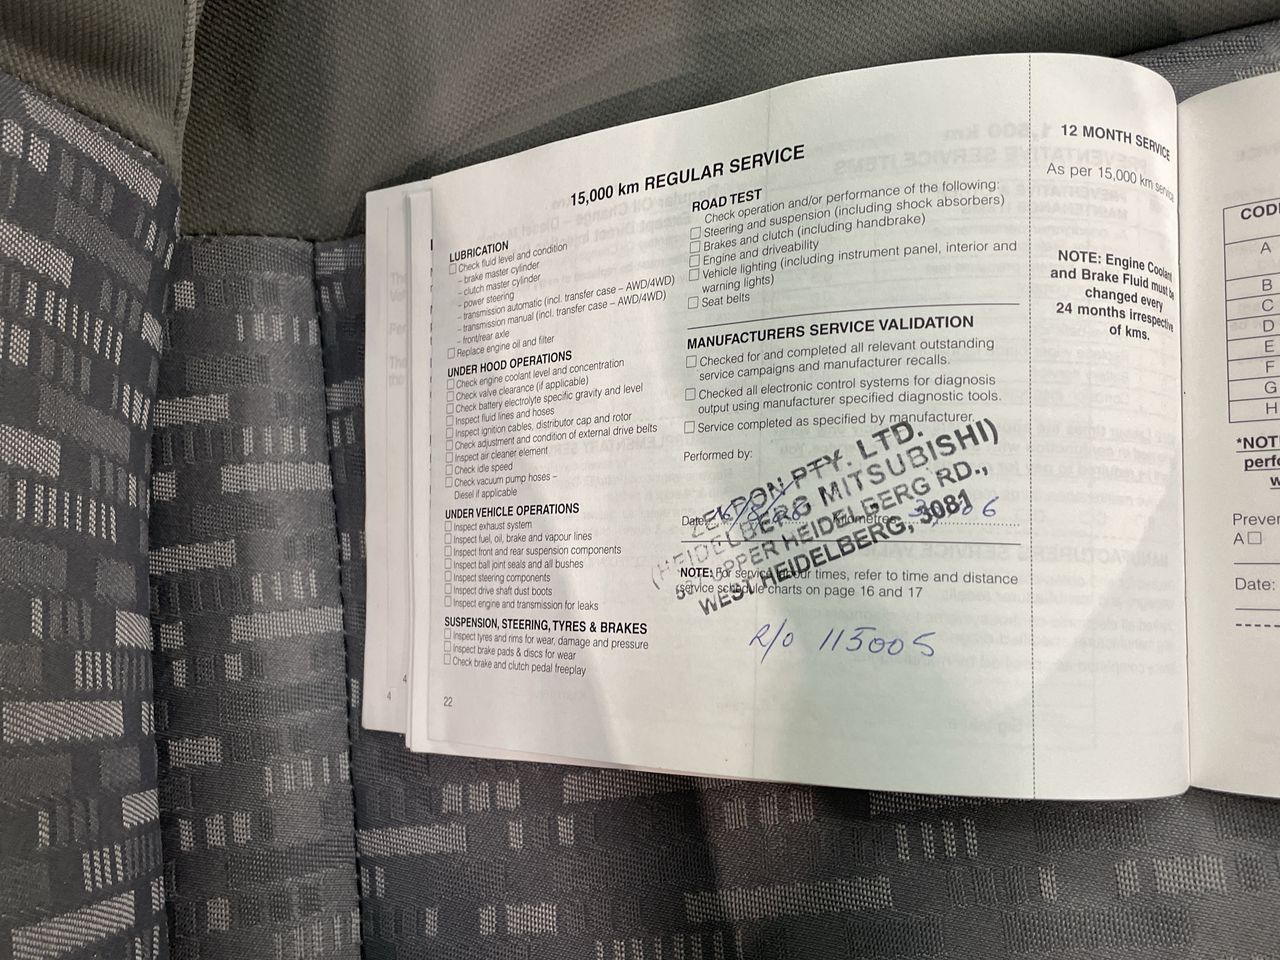 15,000 km REGULAR SERVICE
LUBRICATION
Check fluid level and condition
– brake master cylinder
– clutch master cylinder
– power steering
– transmission automatic (incl. transfer case – AWD/4WD)
– transmission manual (incl. transfer case – AWD/4WD)
– front/rear axle
Replace engine oil and filter
UNDER HOOD OPERATIONS
Check engine coolant level and concentration
Check valve clearance (if applicable)
Check battery electrolyte specific gravity and level
Inspect fluid lines and hoses
Inspect ignition cables, distributor cap and rotor
Check adjustment and condition of external drive belts
Inspect air cleaner element
Check idle speed
Check vacuum pump hoses –
Diesel if applicable
UNDER VEHICLE OPERATIONS
Inspect exhaust system
Inspect fuel, oil, brake and vapour lines
Inspect front and rear suspension components
Inspect ball joint seals and all bushes
Inspect steering components
Inspect drive shaft dust boots
Inspect engine and transmission for leaks
SUSPENSION, STEERING, TYRES & BRAKES
Inspect tyres and rims for wear, damage and pressure
Inspect brake pads & discs for wear
Check brake and clutch pedal freeplay
22
ROAD TEST
Check operation and/or performance of the following:
Steering and suspension (including shock absorbers)
Brakes and clutch (including handbrake)
Engine and driveability
Vehicle lighting (including instrument panel, interior and
warning lights)
Seat belts
MANUFACTURERS SERVICE VALIDATION
Checked for and completed all relevant outstanding
service campaigns and manufacturer recalls.
Checked all electronic control systems for diagnosis
output using manufacturer specified diagnostic tools.
Service completed as specified by manufacturer.
Performed by:
PTY. LTD.
(HEIDELBERG MITSUBISHI)
UPPER HEIDELBERG RD.,
WEST HEIDELBERG, 3081
Date: Kilometres
NOTE: For service labour times, refer to time and distance
service schedule charts on page 16 and 17
R/O 115005
12 MONTH SERVICE
As per 15,000 km service
NOTE: Engine Coolant
and Brake Fluid must be
changed every
24 months irrespective
of kms.
4
4
A
B
C
D
E
F
G
H
A
Date: